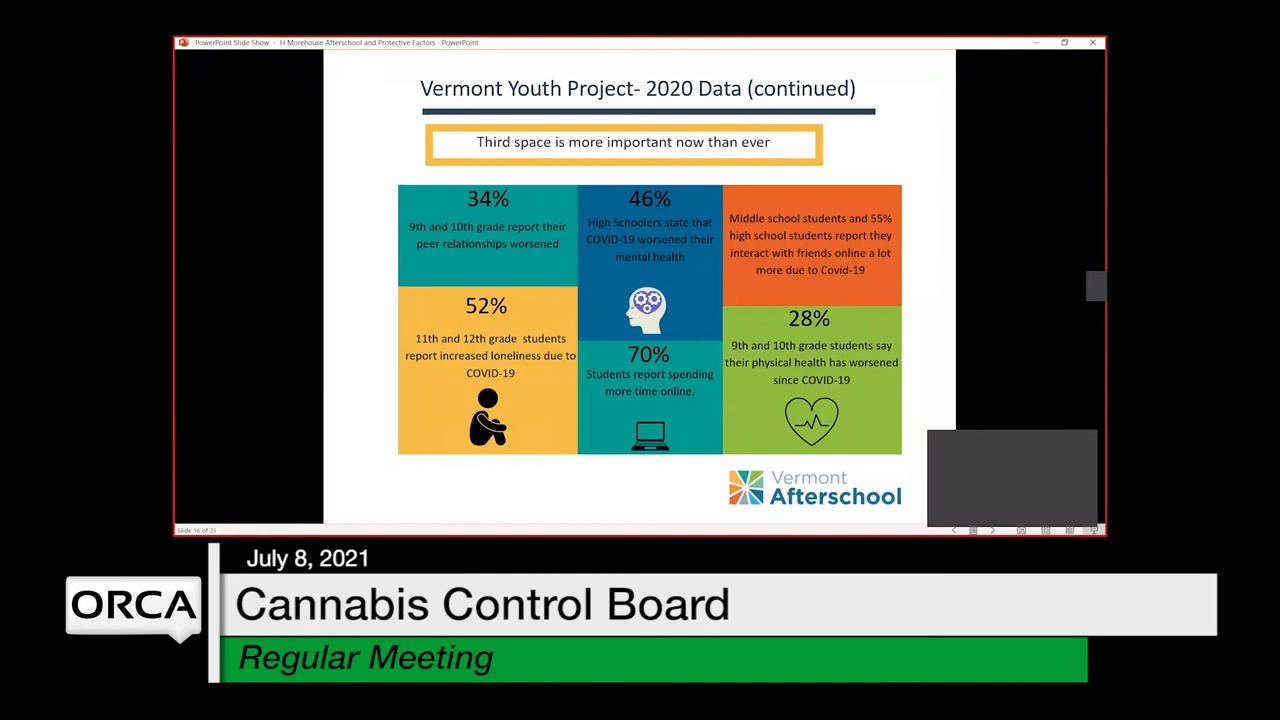 PowerPoint Slide Show - H Morehouse Afterschool and Protective Factors - PowerPoint
Vermont Youth Project- 2020 Data (continued)
Third space is more important now than ever
34%
9th and 10th grade report their
peer relationships worsened
52%
11th and 12th grade students
report increased loneliness due to
COVID-19
46%
High Schoolers state that
COVID-19 worsened their
mental health
70%
Students report spending
more time online.
Middle school students and 55%
high school students report they
interact with friends online a lot
more due to Covid-19
28%
9th and 10th grade students say
their physical health has worsened
since COVID-19
Vermont
Afterschool
Slide 16 of 21
July 8, 2021
ORCA
Cannabis Control Board
Regular Meeting